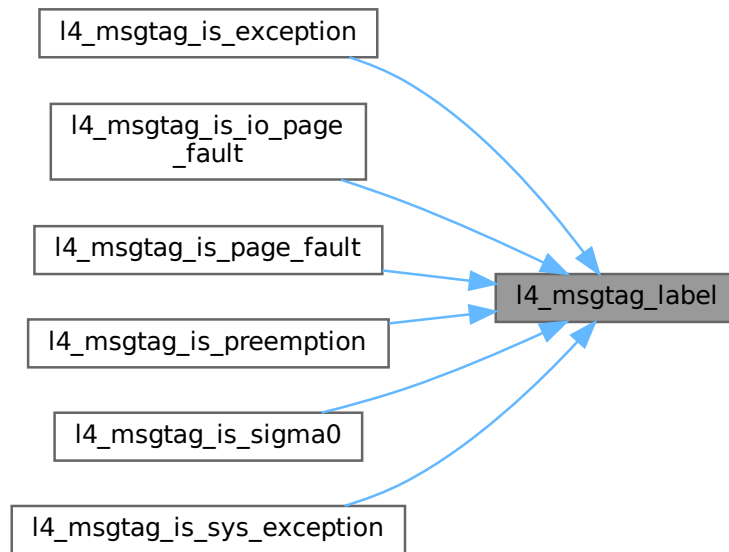 l4_msgtag_is_exception
l4_msgtag_is_io_page
_fault
l4_msgtag_is_page_fault
l4_msgtag_label
l4_msgtag_is_preemption
l4_msgtag_is_sigma0
l4_msgtag_is_sys_exception